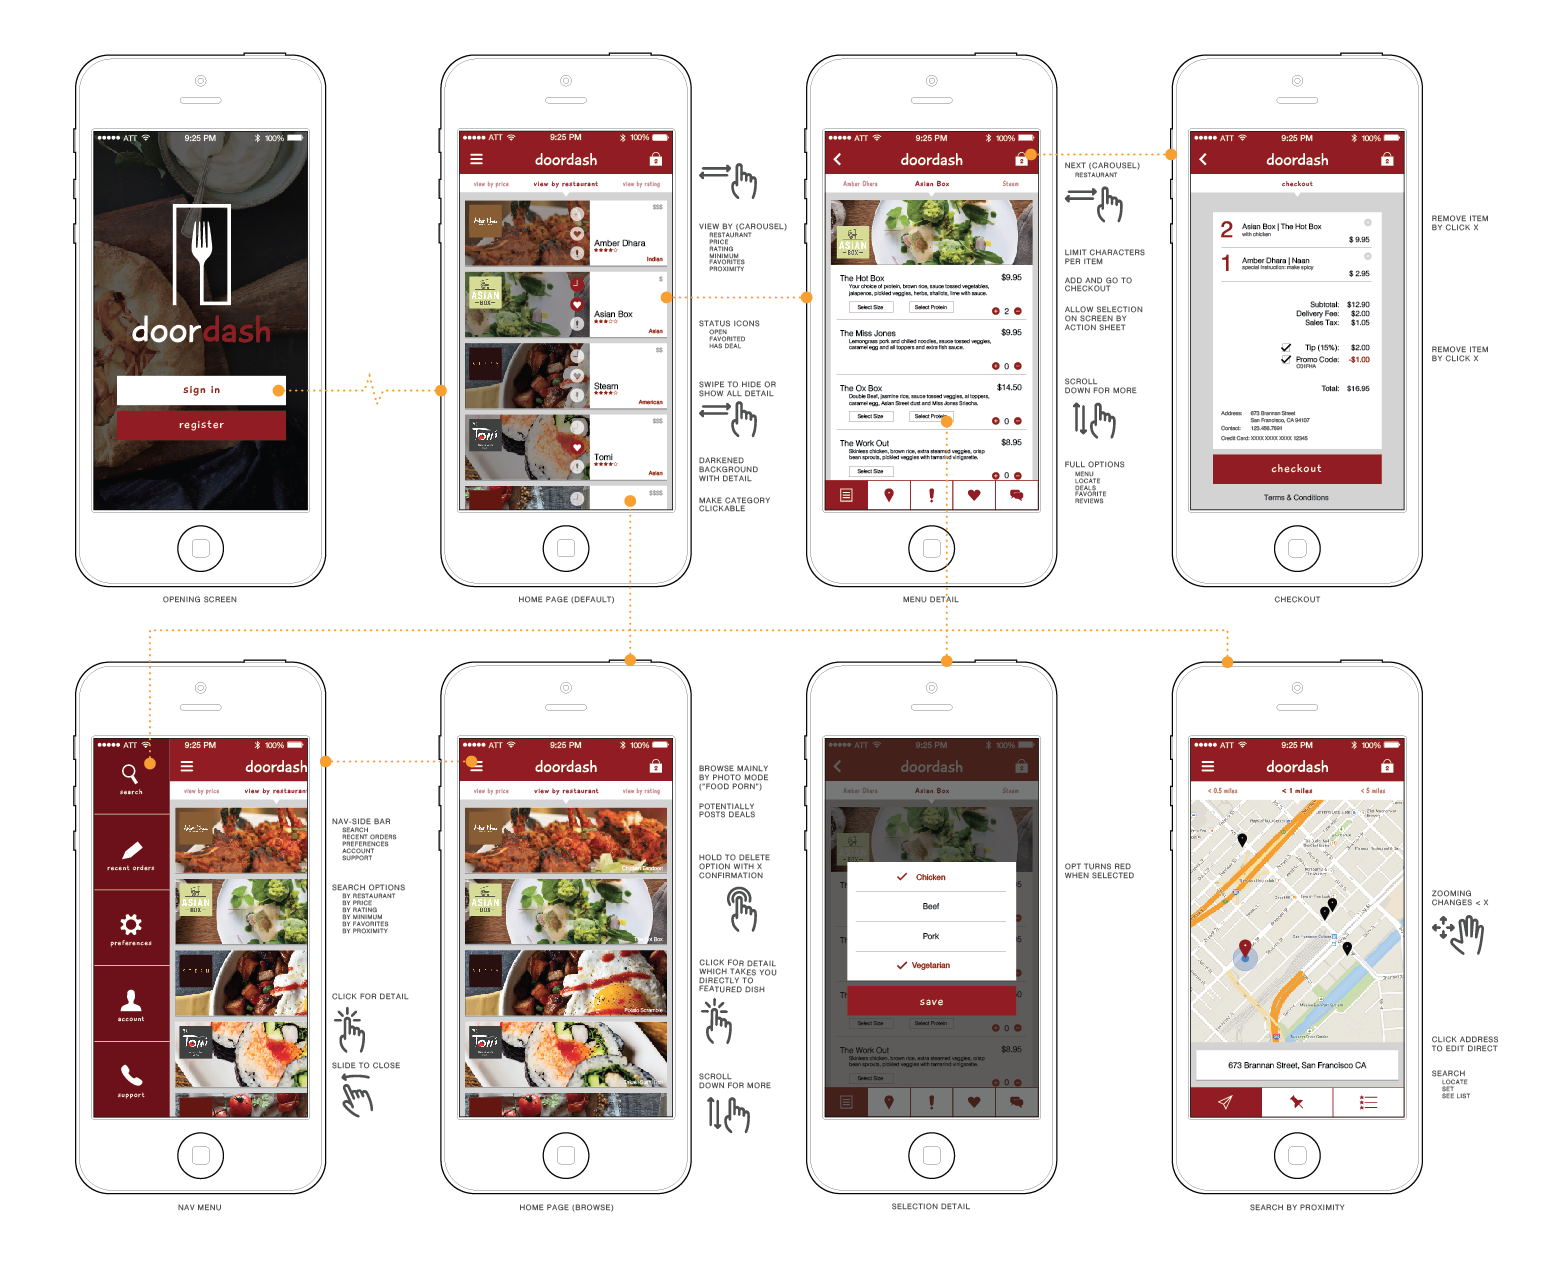 ATT 9:25 PM 100%
doordash
sign in
register
OPENING SCREEN
ATT 9:25 PM 100%
doordash 2
view by price view by restaurant view by rating
$$$
Amber Dhara
Indian
$
ASIAN
BOX
Asian Box
Asian
$$
Steam
American
$$$
Tomi
Asian
$$$$
HOME PAGE (DEFAULT)
VIEW BY (CAROUSEL)
RESTAURANT
PRICE
RATING
MINIMUM
FAVORITES
PROXIMITY
STATUS ICONS
OPEN
FAVORITED
HAS DEAL
SWIPE TO HIDE OR
SHOW ALL DETAIL
DARKENED
BACKGROUND
WITH DETAIL
MAKE CATEGORY
CLICKABLE
ATT 9:25 PM 100%
doordash 2
Amber Dhara Asian Box Steam
ASIAN
BOX
The Hot Box $9.95
Your choice of protein, brown rice, sauce tossed vegetables,
jalapenos, pickled veggies, herbs, shallots, lime with sauce.
Select Size Select Protein 2
The Miss Jones $9.95
Lemongrass pork and chilled noodles, sauce tossed veggies,
caramel egg and all toppers and extra fish sauce.
0
The Ox Box $14.50
Double Beef, jasmine rice, sauce tossed veggies, al toppers,
caramel egg, Asian Street dust and Miss Jones Sriracha.
Select Size Select Protein 0
The Work Out $8.95
Skinless chicken, brown rice, extra steamed veggies, crisp
bean sprouts, pickled veggies with tamarind vinigarette.
Select Size 0
MENU DETAIL
NEXT (CAROUSEL)
RESTAURANT
LIMIT CHARACTERS
PER ITEM
ADD AND GO TO
CHECKOUT
ALLOW SELECTION
ON SCREEN BY
ACTION SHEET
SCROLL
DOWN FOR MORE
FULL OPTIONS
MENU
LOCATE
DEALS
FAVORITE
REVIEWS
ATT 9:25 PM 100%
doordash 2
checkout
2 Asian Box | The Hot Box
with chicken
$ 9.95
1 Amber Dhara | Naan
special instruction: make spicy
$ 2.95
Subtotal: $12.90
Delivery Fee: $2.00
Sales Tax: $1.05
Tip (15%): $2.00
Promo Code: -$1.00
Total: $16.95
Address: 673 Brannan Street
San Francisco, CA 94107
Contact: 123.456.7891
Credit Card: XXXX XXXX XXXX 12345
checkout
Terms & Conditions
CHECKOUT
REMOVE ITEM
BY CLICK X
REMOVE ITEM
BY CLICK X
ATT 9:25 PM 100%
search
recent orders
preferences
account
support
doordash
view by price view by restaurant
ASIAN
BOX
Tomi
NAV MENU
NAV-SIDE BAR
SEARCH
RECENT ORDERS
PREFERENCES
ACCOUNT
SUPPORT
SEARCH OPTIONS
BY RESTAURANT
BY PRICE
BY RATING
BY MINIMUM
BY FAVORITES
BY PROXIMITY
CLICK FOR DETAIL
SLIDE TO CLOSE
ATT 9:25 PM 100%
doordash 2
view by price view by restaurant view by rating
Chicken Tandoori
ASIAN
BOX
The Hot Box
Potato Scramble
Tomi
HOME PAGE (BROWSE)
BROWSE MAINLY
BY PHOTO MODE
("FOOD PORN")
POTENTIALLY
POSTS DEALS
HOLD TO DELETE
OPTION WITH X
CONFIRMATION
CLICK FOR DETAIL
WHICH TAKES YOU
DIRECTLY TO
FEATURED DISH
SCROLL
DOWN FOR MORE
ATT 9:25 PM 100%
doordash 2
Amber Dhara Asian Box Steam
ASIAN
BOX
Chicken
Beef
Pork
Vegetarian
save
Select Size Select Protein 0
The Work Out $8.95
Skinless chicken, brown rice, extra steamed veggies, crisp
bean sprouts, pickled veggies with tamarind vinigarette.
Select Size 0
SELECTION DETAIL
OPT TURNS RED
WHEN SELECTED
ATT 9:25 PM 100%
doordash 2
< 0.5 miles < 1 miles < 5 miles
673 Brannan Street, San Francisco CA
SEARCH BY PROXIMITY
ZOOMING
CHANGES < X
CLICK ADDRESS
TO EDIT DIRECT
SEARCH
LOCATE
SET
SEE LIST